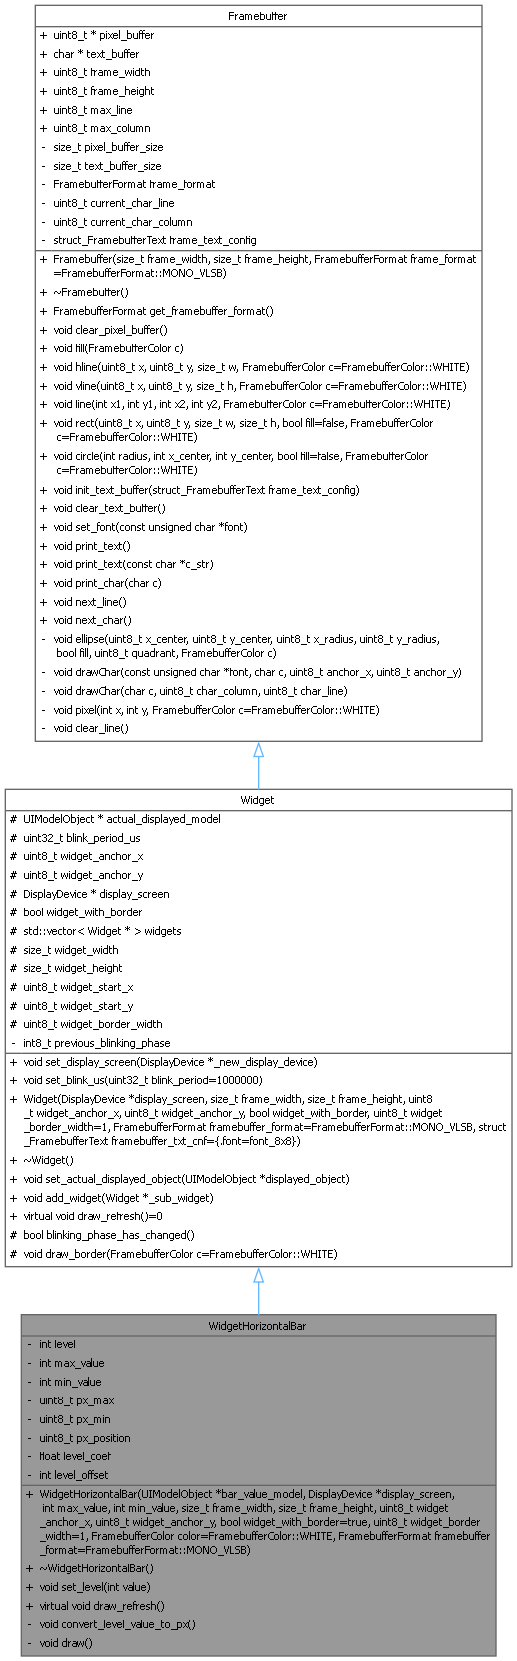 Framebuffer
+ uint8_t * pixel_buffer
+ char * text_buffer
+ uint8_t frame_width
+ uint8_t frame_height
+ uint8_t max_line
+ uint8_t max_column
- size_t pixel_buffer_size
- size_t text_buffer_size
- FramebufferFormat frame_format
- uint8_t current_char_line
- uint8_t current_char_column
- struct_FramebufferText frame_text_config
+ Framebuffer(size_t frame_width, size_t frame_height, FramebufferFormat frame_format
=FramebufferFormat::MONO_VLSB)
+ ~Framebuffer()
+ FramebufferFormat get_framebuffer_format()
+ void clear_pixel_buffer()
+ void fill(FramebufferColor c)
+ void hline(uint8_t x, uint8_t y, size_t w, FramebufferColor c=FramebufferColor::WHITE)
+ void vline(uint8_t x, uint8_t y, size_t h, FramebufferColor c=FramebufferColor::WHITE)
+ void line(int x1, int y1, int x2, int y2, FramebufferColor c=FramebufferColor::WHITE)
+ void rect(uint8_t x, uint8_t y, size_t w, size_t h, bool fill=false, FramebufferColor
c=FramebufferColor::WHITE)
+ void circle(int radius, int x_center, int y_center, bool fill=false, FramebufferColor
c=FramebufferColor::WHITE)
+ void init_text_buffer(struct_FramebufferText frame_text_config)
+ void clear_text_buffer()
+ void set_font(const unsigned char *font)
+ void print_text()
+ void print_text(const char *c_str)
+ void print_char(char c)
+ void next_line()
+ void next_char()
- void ellipse(uint8_t x_center, uint8_t y_center, uint8_t x_radius, uint8_t y_radius,
bool fill, uint8_t quadrant, FramebufferColor c)
- void drawChar(const unsigned char *font, char c, uint8_t anchor_x, uint8_t anchor_y)
- void drawChar(char c, uint8_t char_column, uint8_t char_line)
- void pixel(int x, int y, FramebufferColor c=FramebufferColor::WHITE)
- void clear_line()
Widget
# UIModelObject * actual_displayed_model
# uint32_t blink_period_us
# uint8_t widget_anchor_x
# uint8_t widget_anchor_y
# DisplayDevice * display_screen
# bool widget_with_border
# std::vector< Widget * > widgets
# size_t widget_width
# size_t widget_height
# uint8_t widget_start_x
# uint8_t widget_start_y
# uint8_t widget_border_width
- int8_t previous_blinking_phase
+ void set_display_screen(DisplayDevice *_new_display_device)
+ void set_blink_us(uint32_t blink_period=1000000)
+ Widget(DisplayDevice *display_screen, size_t frame_width, size_t frame_height, uint8
_t widget_anchor_x, uint8_t widget_anchor_y, bool widget_with_border, uint8_t widget
_border_width=1, FramebufferFormat framebuffer_format=FramebufferFormat::MONO_VLSB, struct
_FramebufferText framebuffer_txt_cnf={.font=font_8x8})
+ ~Widget()
+ void set_actual_displayed_object(UIModelObject *displayed_object)
+ void add_widget(Widget *_sub_widget)
+ virtual void draw_refresh()=0
# bool blinking_phase_has_changed()
# void draw_border(FramebufferColor c=FramebufferColor::WHITE)
WidgetHorizontalBar
- int level
- int max_value
- int min_value
- uint8_t px_max
- uint8_t px_min
- uint8_t px_position
- float level_coef
- int level_offset
+ WidgetHorizontalBar(UIModelObject *bar_value_model, DisplayDevice *display_screen,
int max_value, int min_value, size_t frame_width, size_t frame_height, uint8_t widget
_anchor_x, uint8_t widget_anchor_y, bool widget_with_border=true, uint8_t widget_border
_width=1, FramebufferColor color=FramebufferColor::WHITE, FramebufferFormat framebuffer
_format=FramebufferFormat::MONO_VLSB)
+ ~WidgetHorizontalBar()
+ void set_level(int value)
+ virtual void draw_refresh()
- void convert_level_value_to_px()
- void draw()